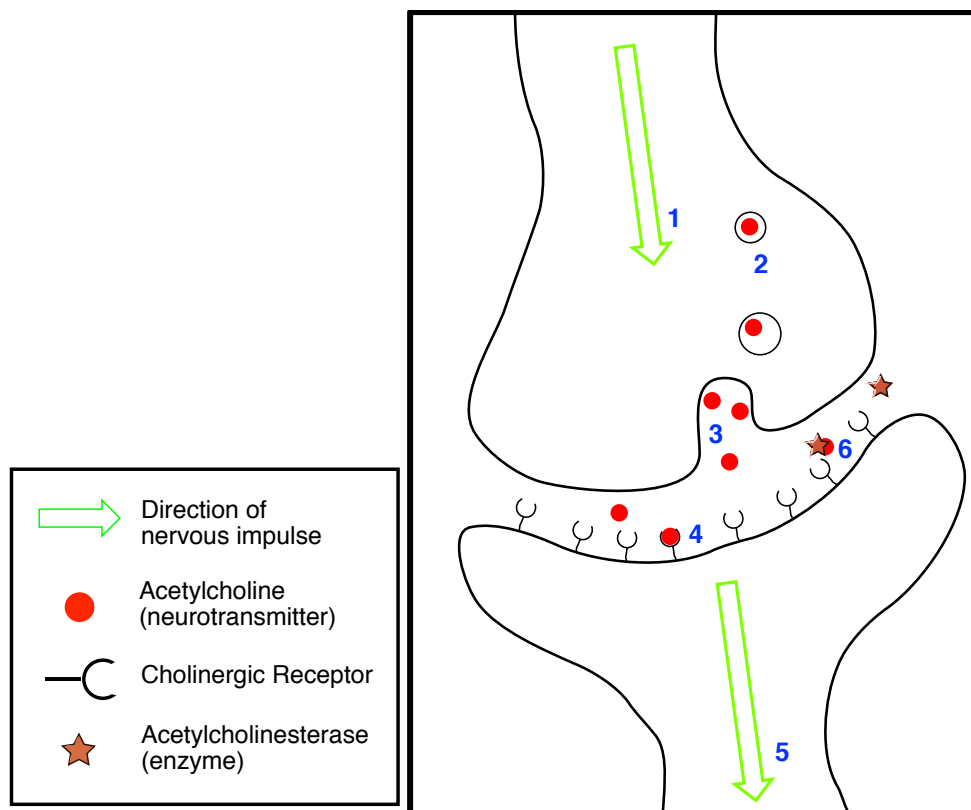 1
2
3
6
4
5
Direction of
nervous impulse
Acetylcholine
(neurotransmitter)
Cholinergic Receptor
Acetylcholinesterase
(enzyme)